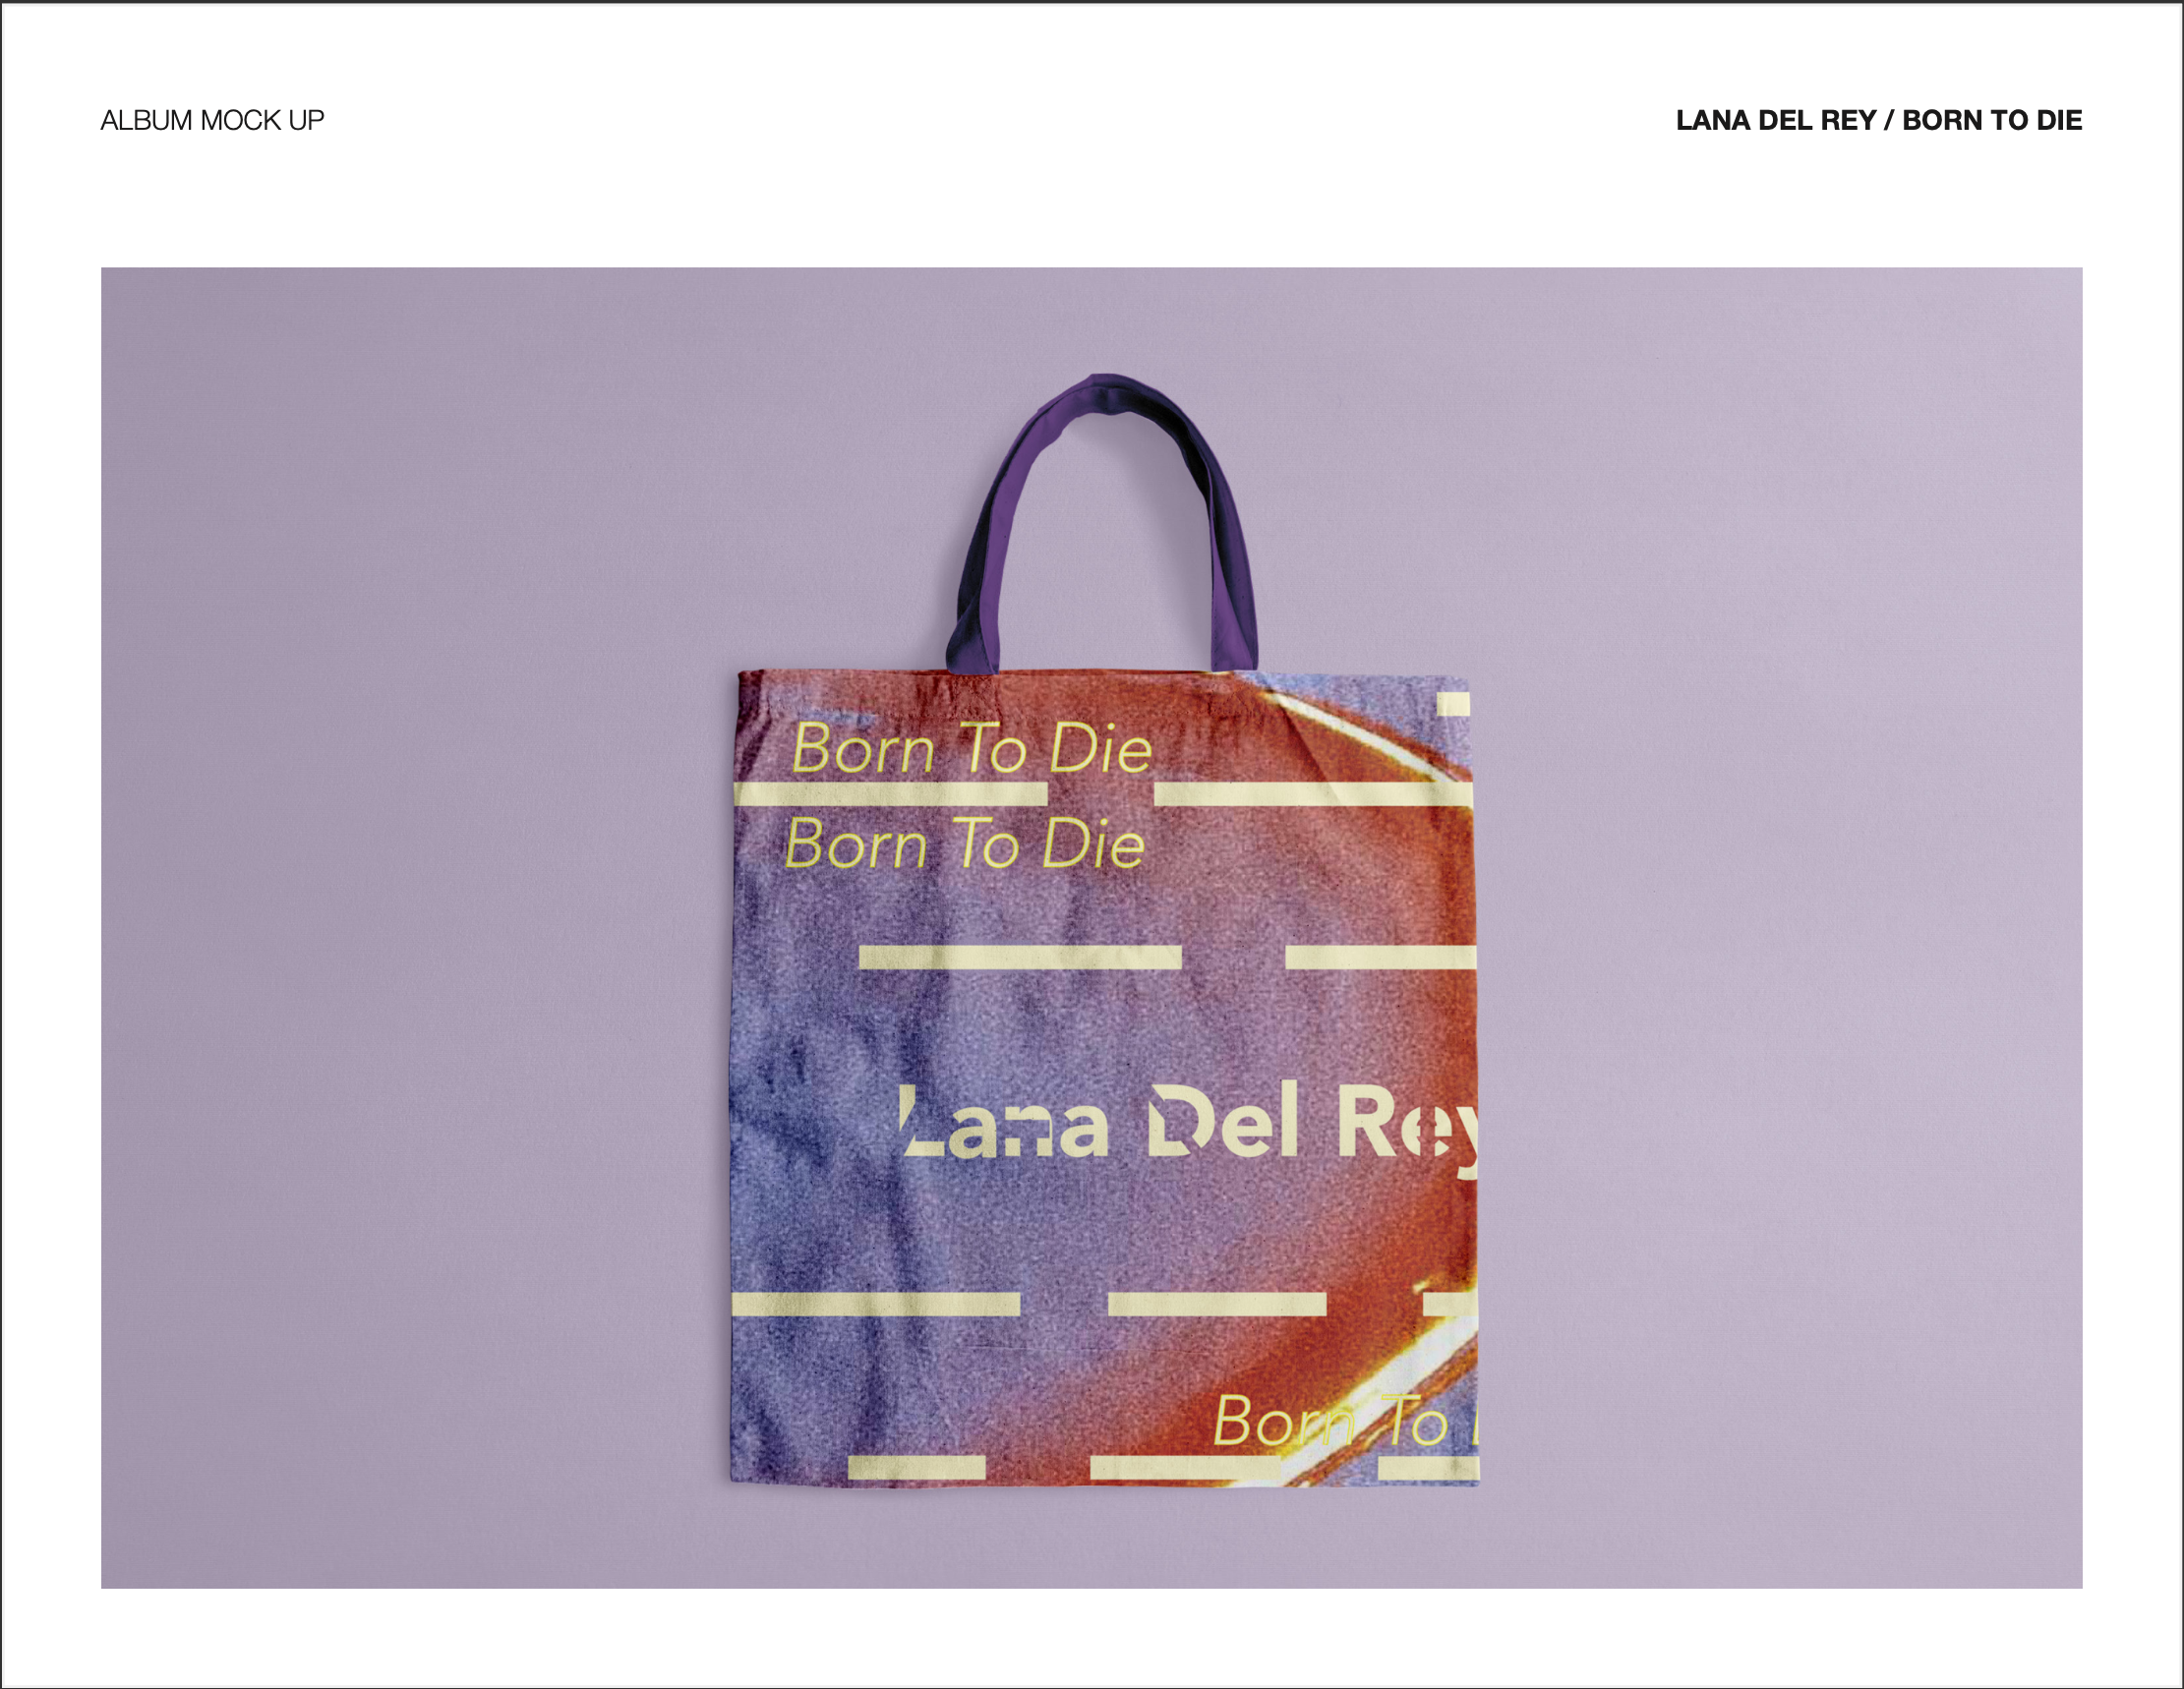 ALBUM MOCK UP
LANA DEL REY / BORN TO DIE
Born To Die
Born To Die
Lana Del Rey
Born To